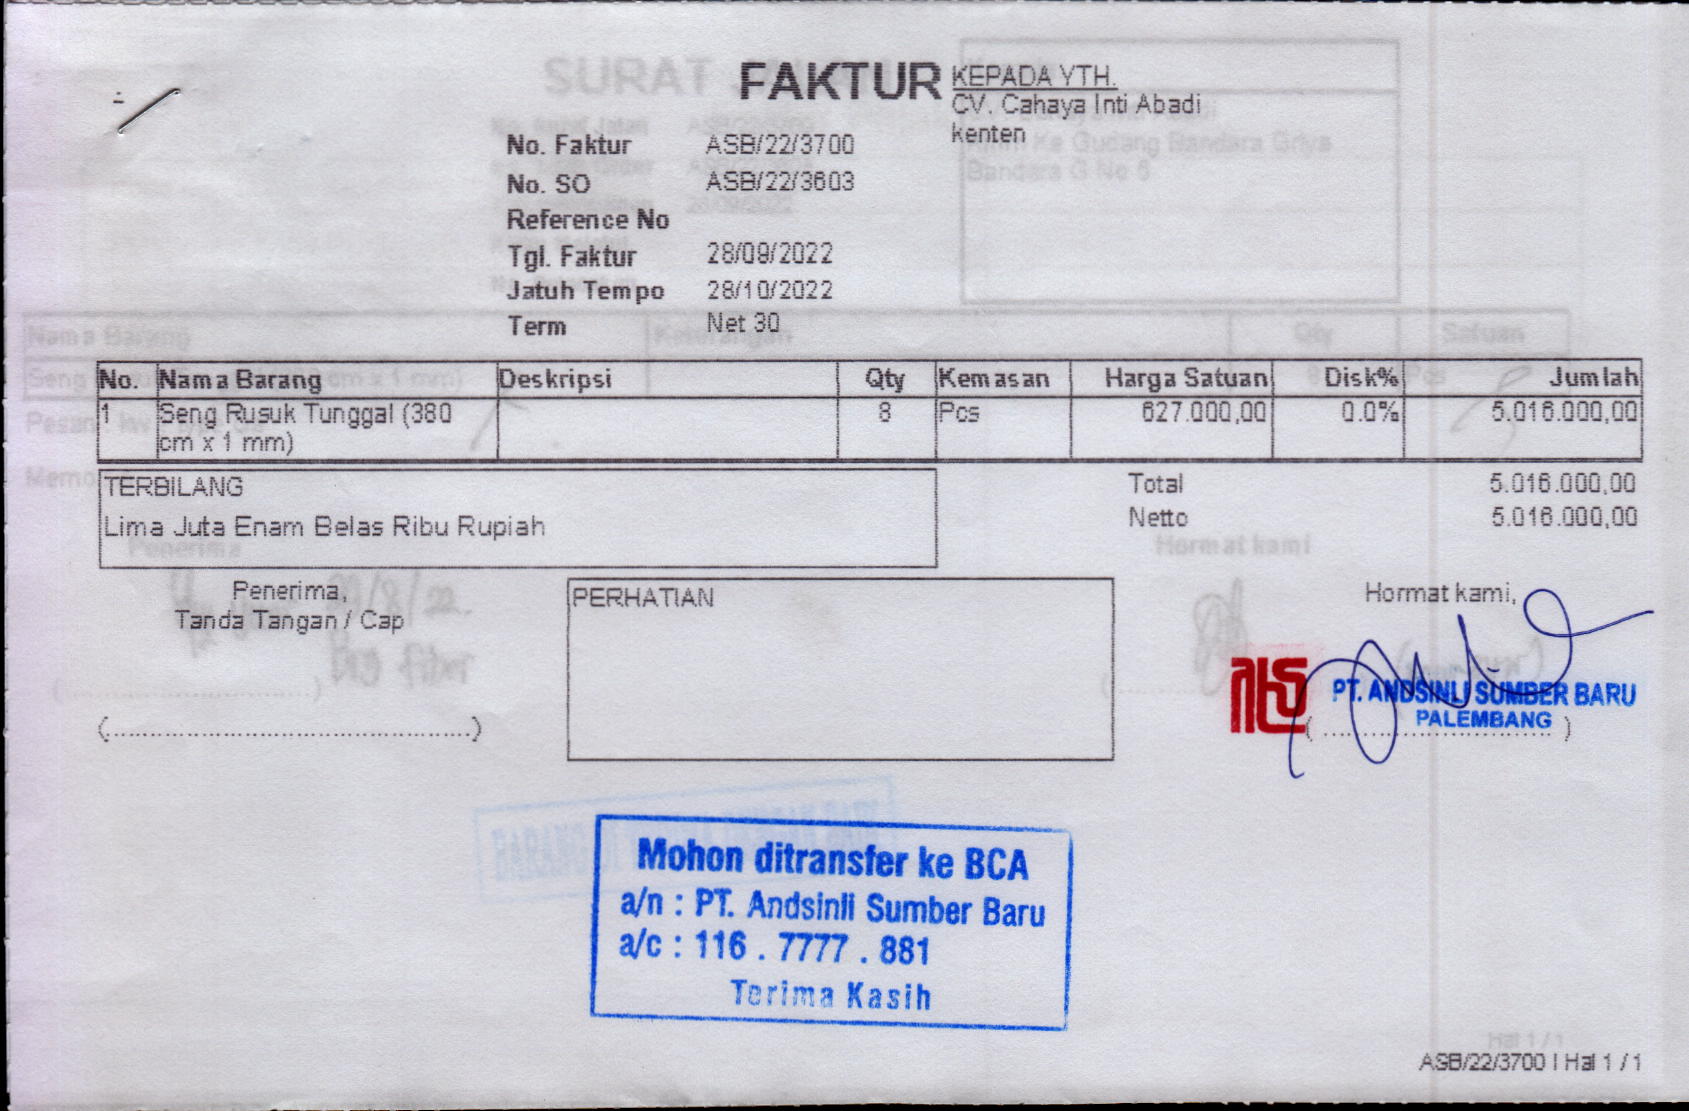 FAKTUR
KEPADA YTH.
CV. Cahaya Inti Abadi
kenten
No. Faktur ASB/22/3700
No. SO ASB/22/3603
Reference No
Tgl. Faktur 28/09/2022
Jatuh Tempo 28/10/2022
Term Net 30
No. Nama Barang Deskripsi Qty Kemasan Harga Satuan Disk% Jumlah
1 Seng Rusuk Tunggal (380 8 Pcs 627.000,00 0.0% 5.016.000,00
cm x 1 mm)
TERBILANG
Lima Juta Enam Belas Ribu Rupiah
Total 5.016.000,00
Netto 5.016.000,00
Penerima,
Tanda Tangan / Cap
PERHATIAN
Hormat kami,
PT. ANDSINLI SUMBER BARU
PALEMBANG
Mohon ditransfer ke BCA
a/n : PT. Andsinli Sumber Baru
a/c : 116 . 7777 . 881
Terima Kasih
ASB/22/3700 | Hal 1 / 1